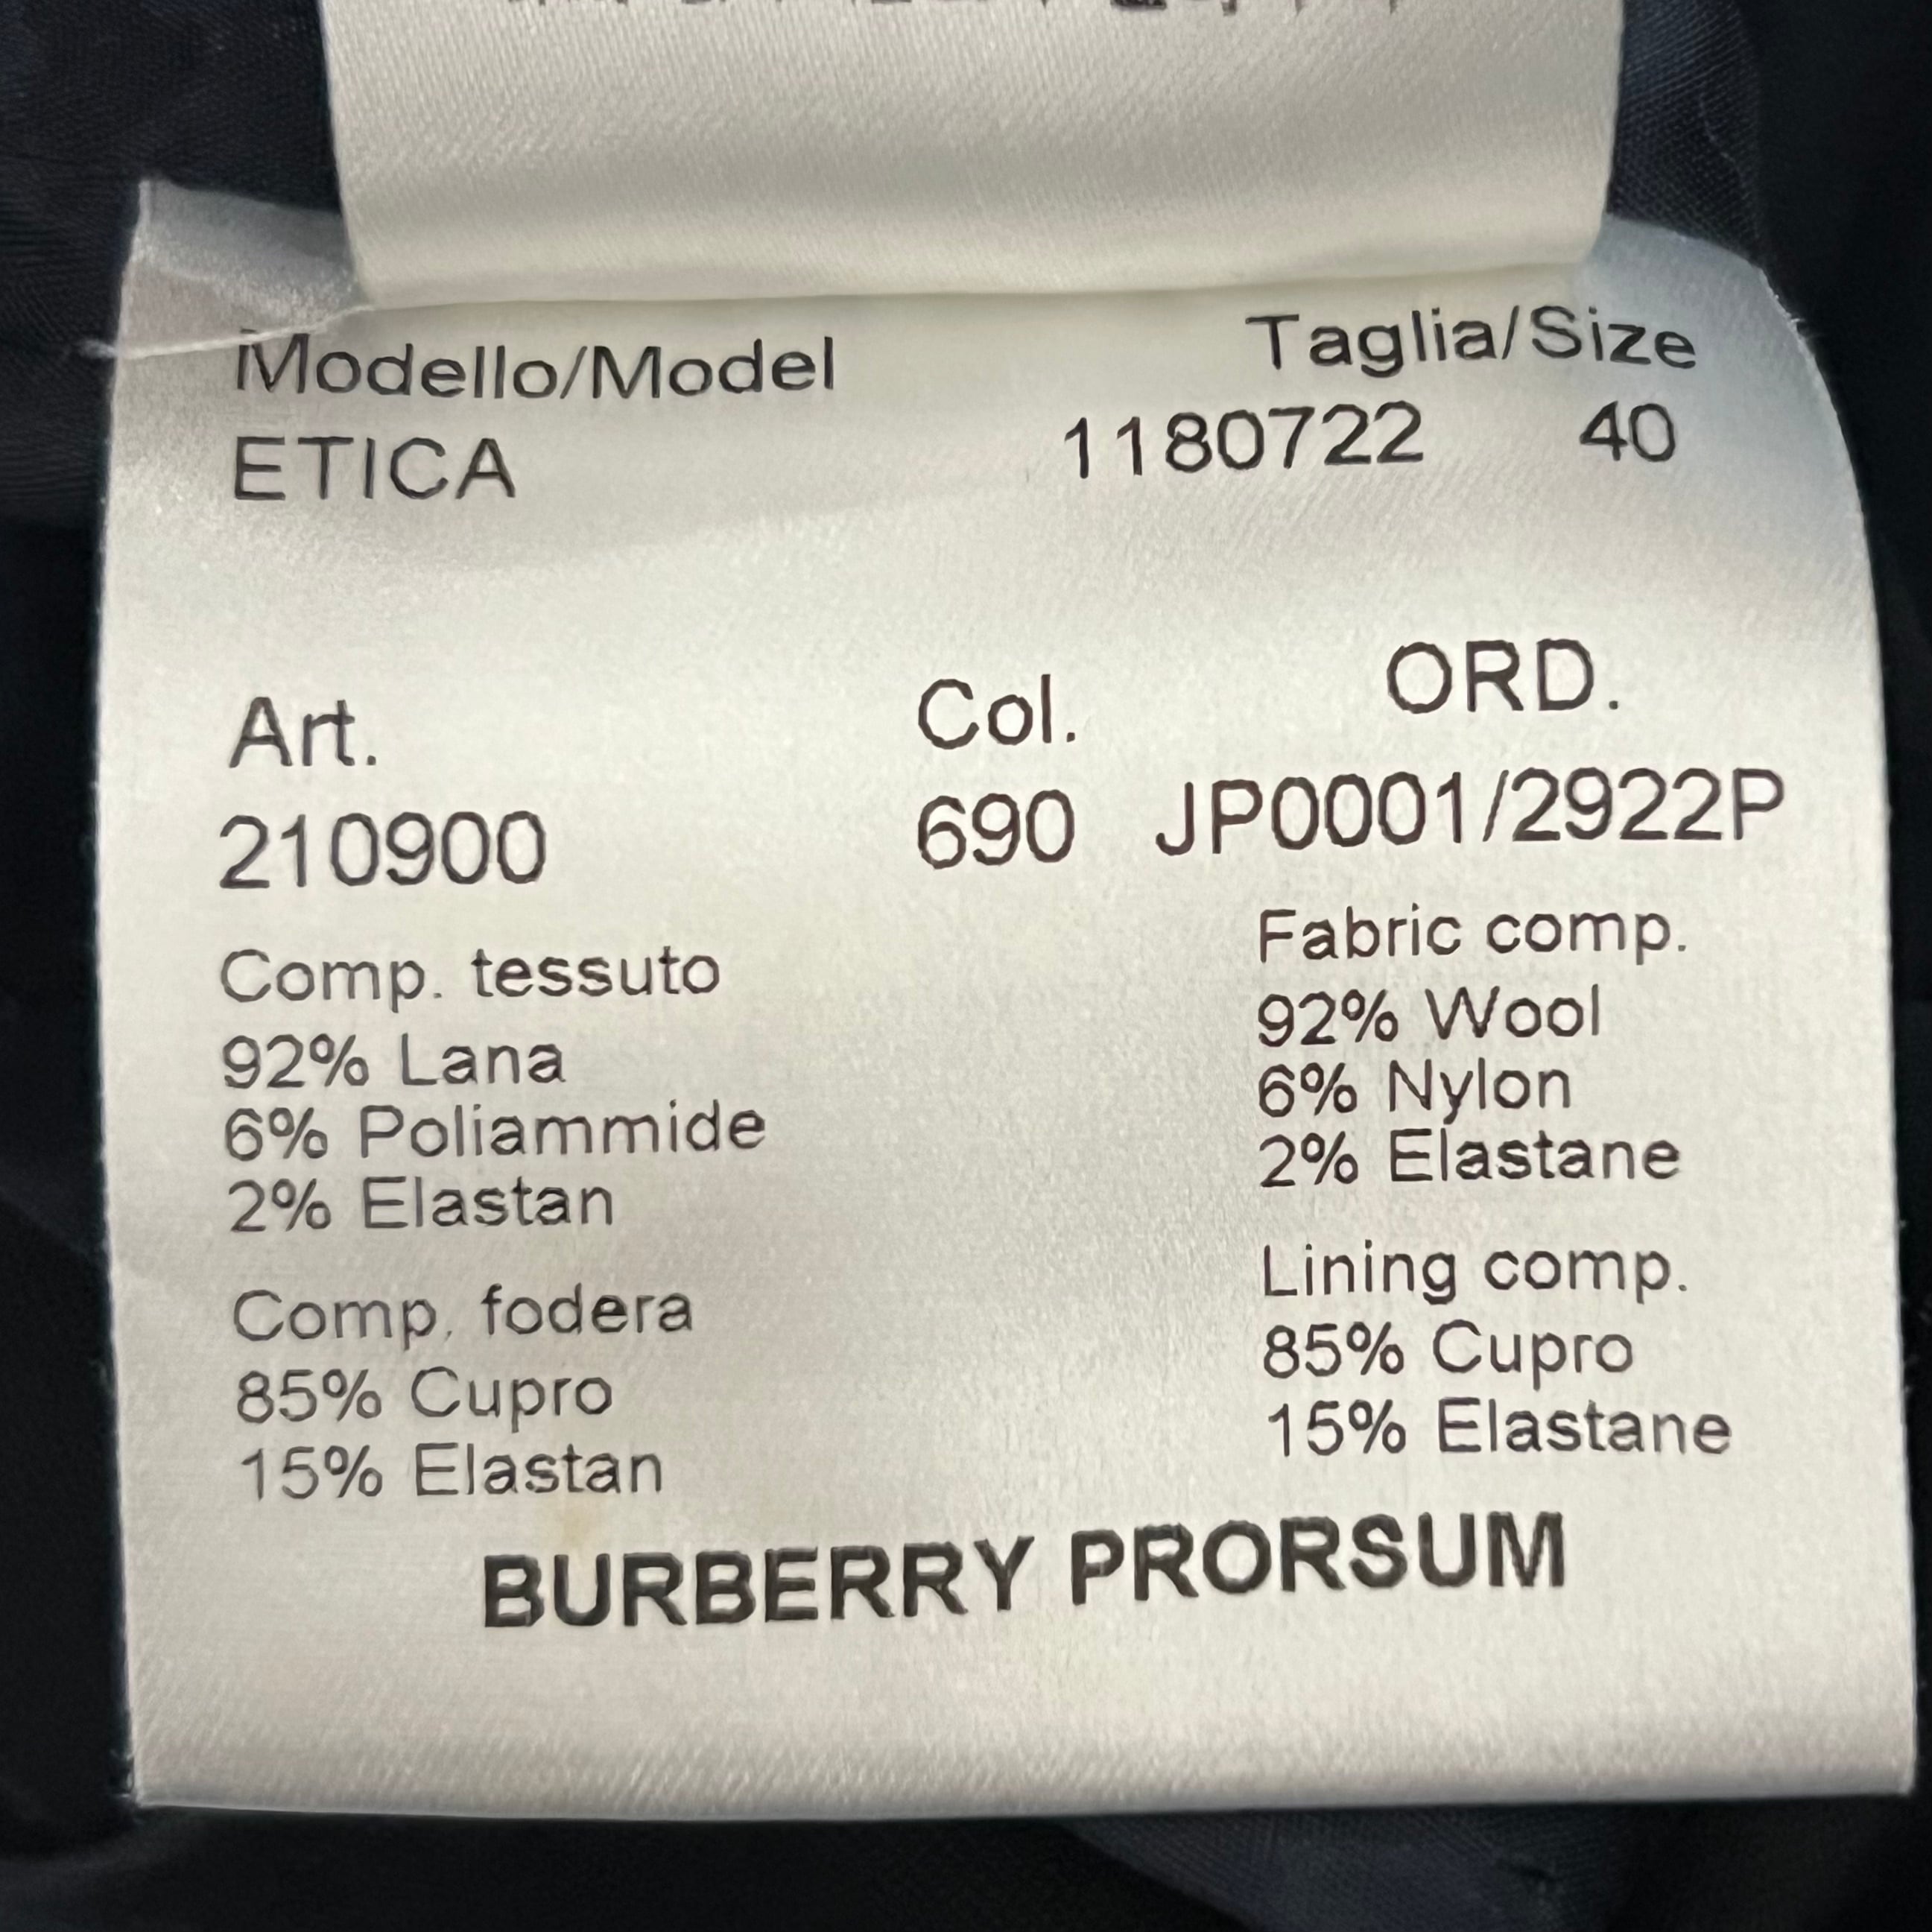 Modello/Model Taglia/Size
ETICA 1180722 40
Art. Col. ORD.
210900 690 JP0001/2922P
Comp. tessuto
92% Lana
6% Poliammide
2% Elastan
Comp. fodera
85% Cupro
15% Elastan
Fabric comp.
92% Wool
6% Nylon
2% Elastane
Lining comp.
85% Cupro
15% Elastane
BURBERRY PRORSUM